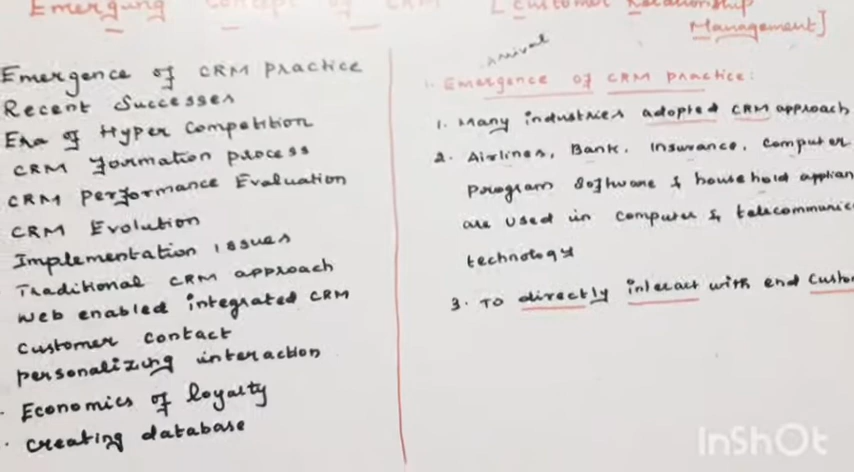 Emerging Concept of CRM [Customer Relationship
Management]
Emergence of CRM Practice
Recent Successes
Era of Hyper Competition
CRM Formation process
CRM performance Evaluation
CRM Evolution
Implementation issues
Traditional CRM approach
Web enabled integrated CRM
Customer contact
personalizing interaction
· Economics of loyalty
· creating database
Arrival
1. Emergence of CRM Practice:
1. Many industries adopted CRM approach
2. Airlines, Bank, Insurance, Computer
program software & household applian
are used in computer & telecommunic
technology
3. To directly interact with end Custo
InShot